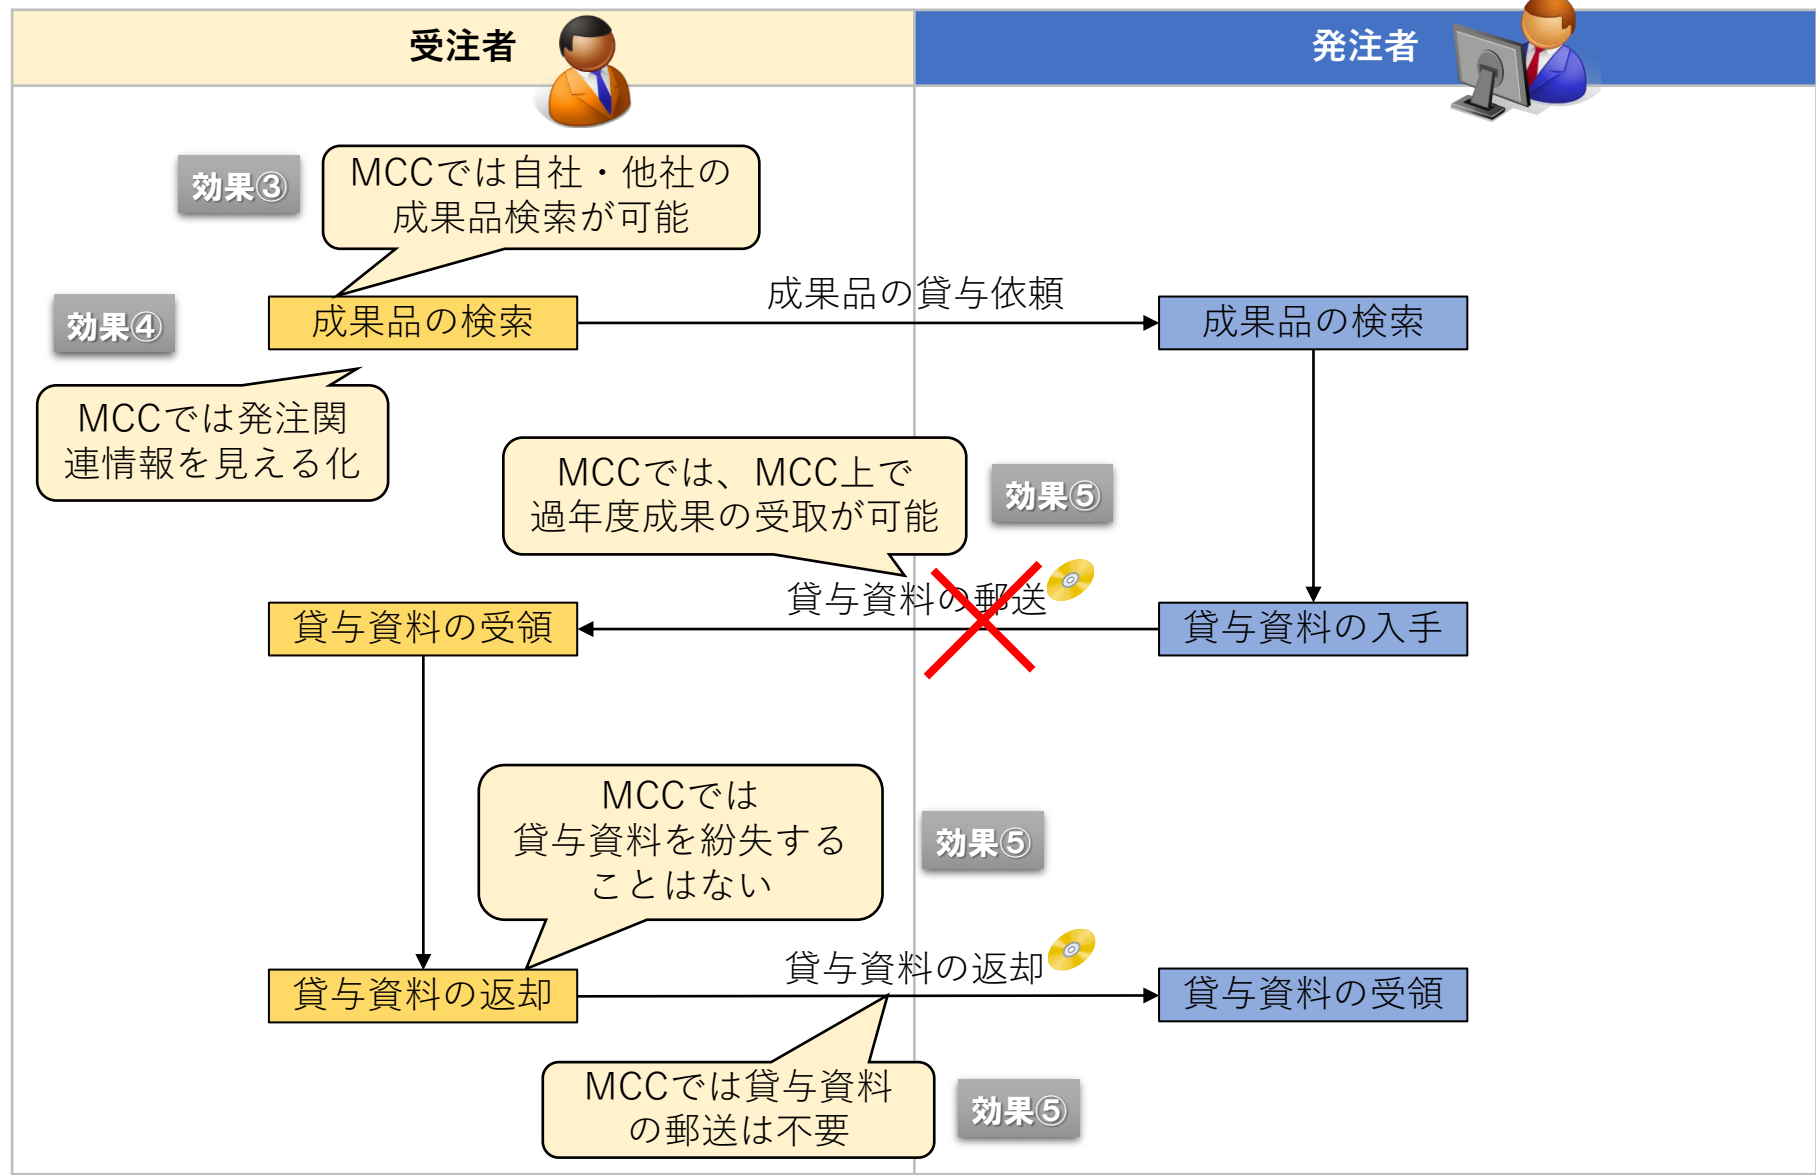 受注者
発注者
効果③
MCCでは自社・他社の
成果品検索が可能
効果④
成果品の検索
成果品の貸与依頼
成果品の検索
MCCでは発注関
連情報を見える化
MCCでは、MCC上で
過年度成果の受取が可能
効果⑤
貸与資料の受領
貸与資料の郵送
貸与資料の入手
MCCでは
貸与資料を紛失する
ことはない
効果⑤
貸与資料の返却
貸与資料の返却
貸与資料の受領
MCCでは貸与資料
の郵送は不要
効果⑤